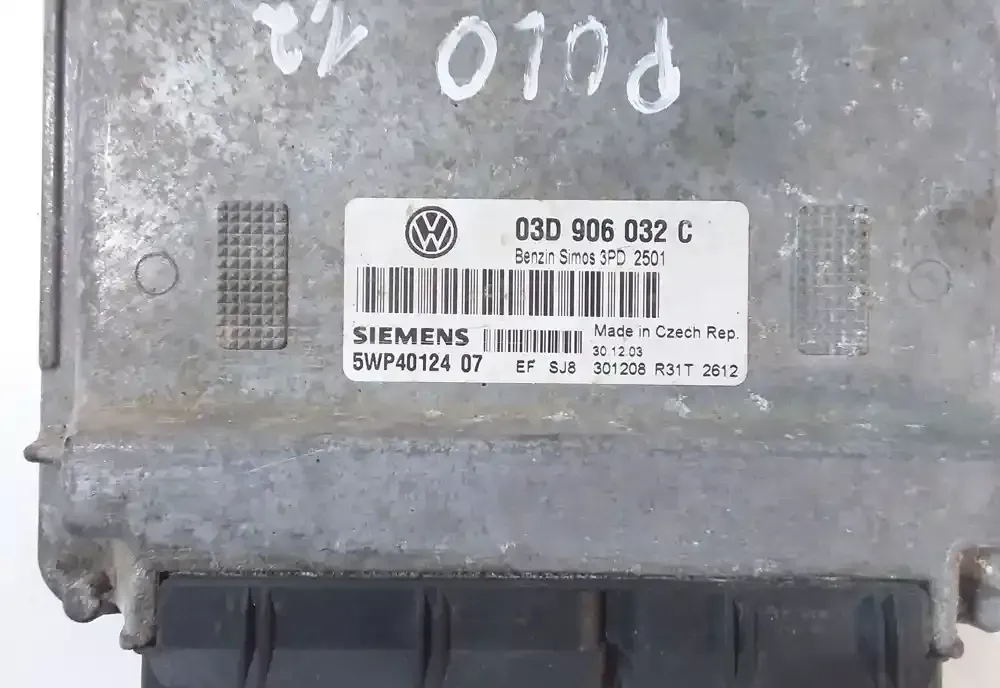 POLO 1,2
03D 906 032 C
Benzin Simos 3PD 2501
SIEMENS
Made in Czech Rep.
30.12.03
5WP40124 07 EF SJ8 301208 R31T 2612